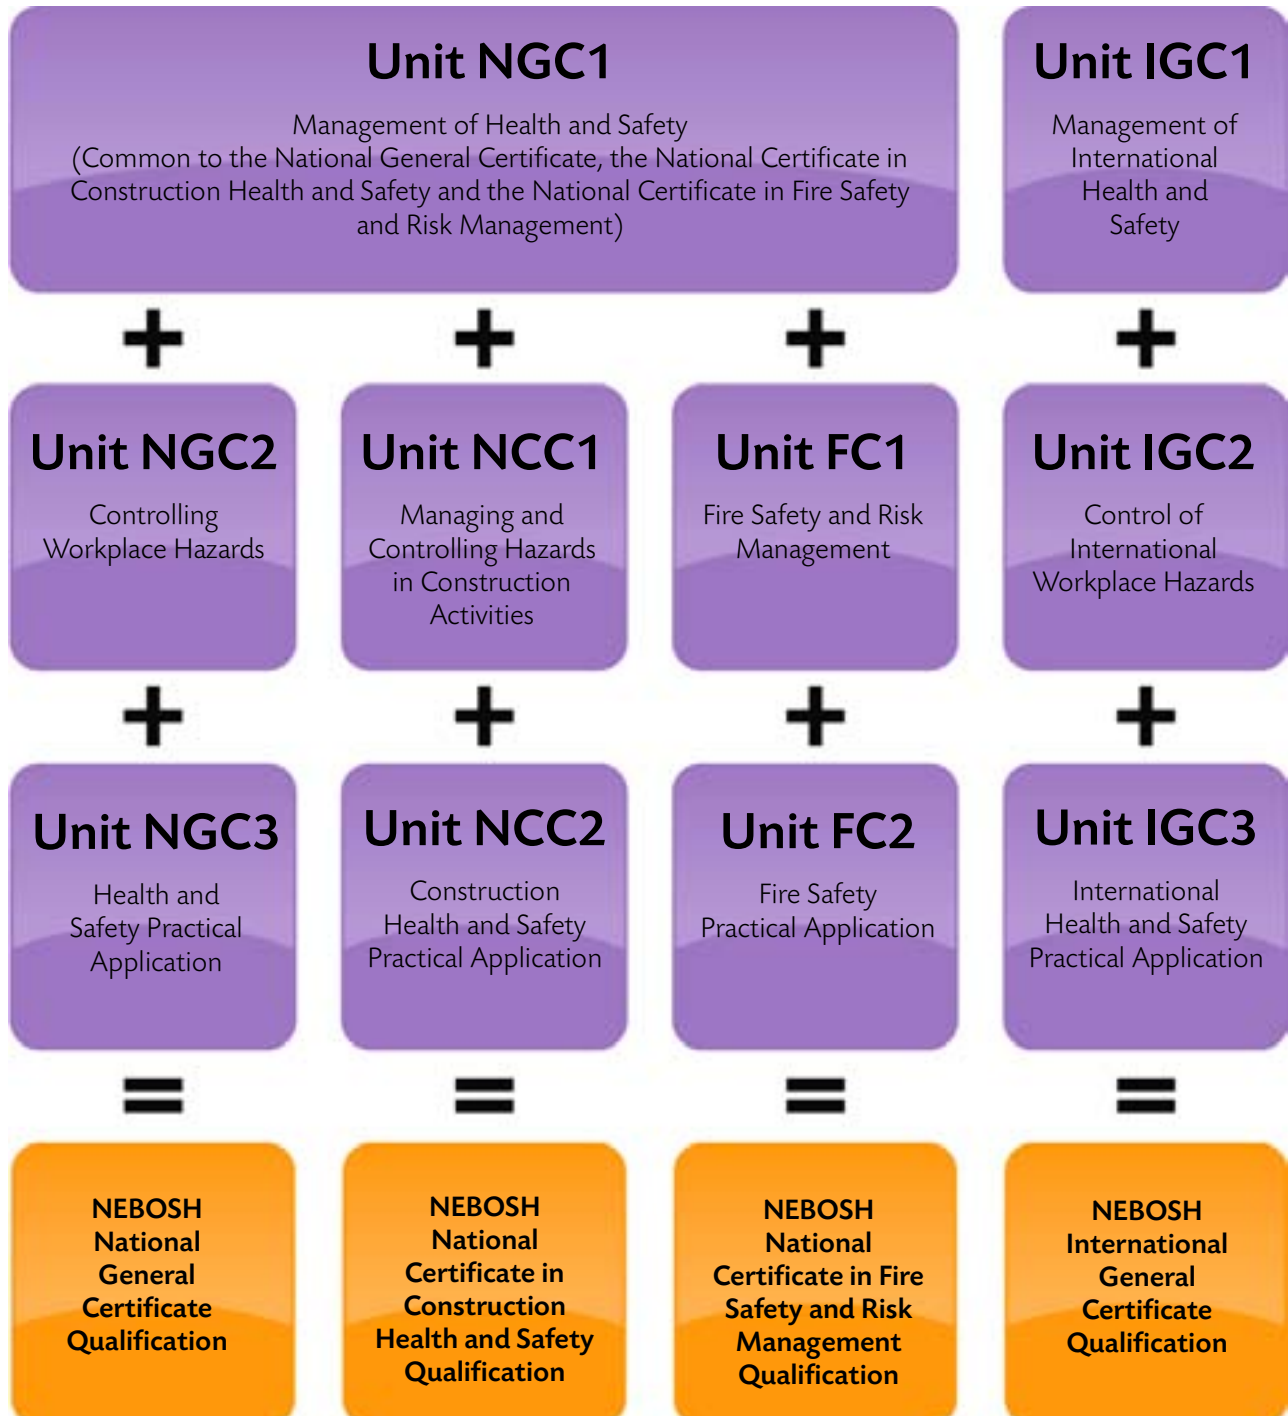 Unit NGC1
Management of Health and Safety
(Common to the National General Certificate, the National Certificate in
Construction Health and Safety and the National Certificate in Fire Safety
and Risk Management)
Unit IGC1
Management of
International
Health and
Safety
+
+
+
+
Unit NGC2
Controlling
Workplace Hazards
Unit NCC1
Managing and
Controlling Hazards
in Construction
Activities
Unit FC1
Fire Safety and Risk
Management
Unit IGC2
Control of
International
Workplace Hazards
+
+
+
+
Unit NGC3
Health and
Safety Practical
Application
Unit NCC2
Construction
Health and Safety
Practical Application
Unit FC2
Fire Safety
Practical Application
Unit IGC3
International
Health and Safety
Practical Application
=
=
=
=
NEBOSH
National
General
Certificate
Qualification
NEBOSH
National
Certificate in
Construction
Health and Safety
Qualification
NEBOSH
National
Certificate in Fire
Safety and Risk
Management
Qualification
NEBOSH
International
General
Certificate
Qualification